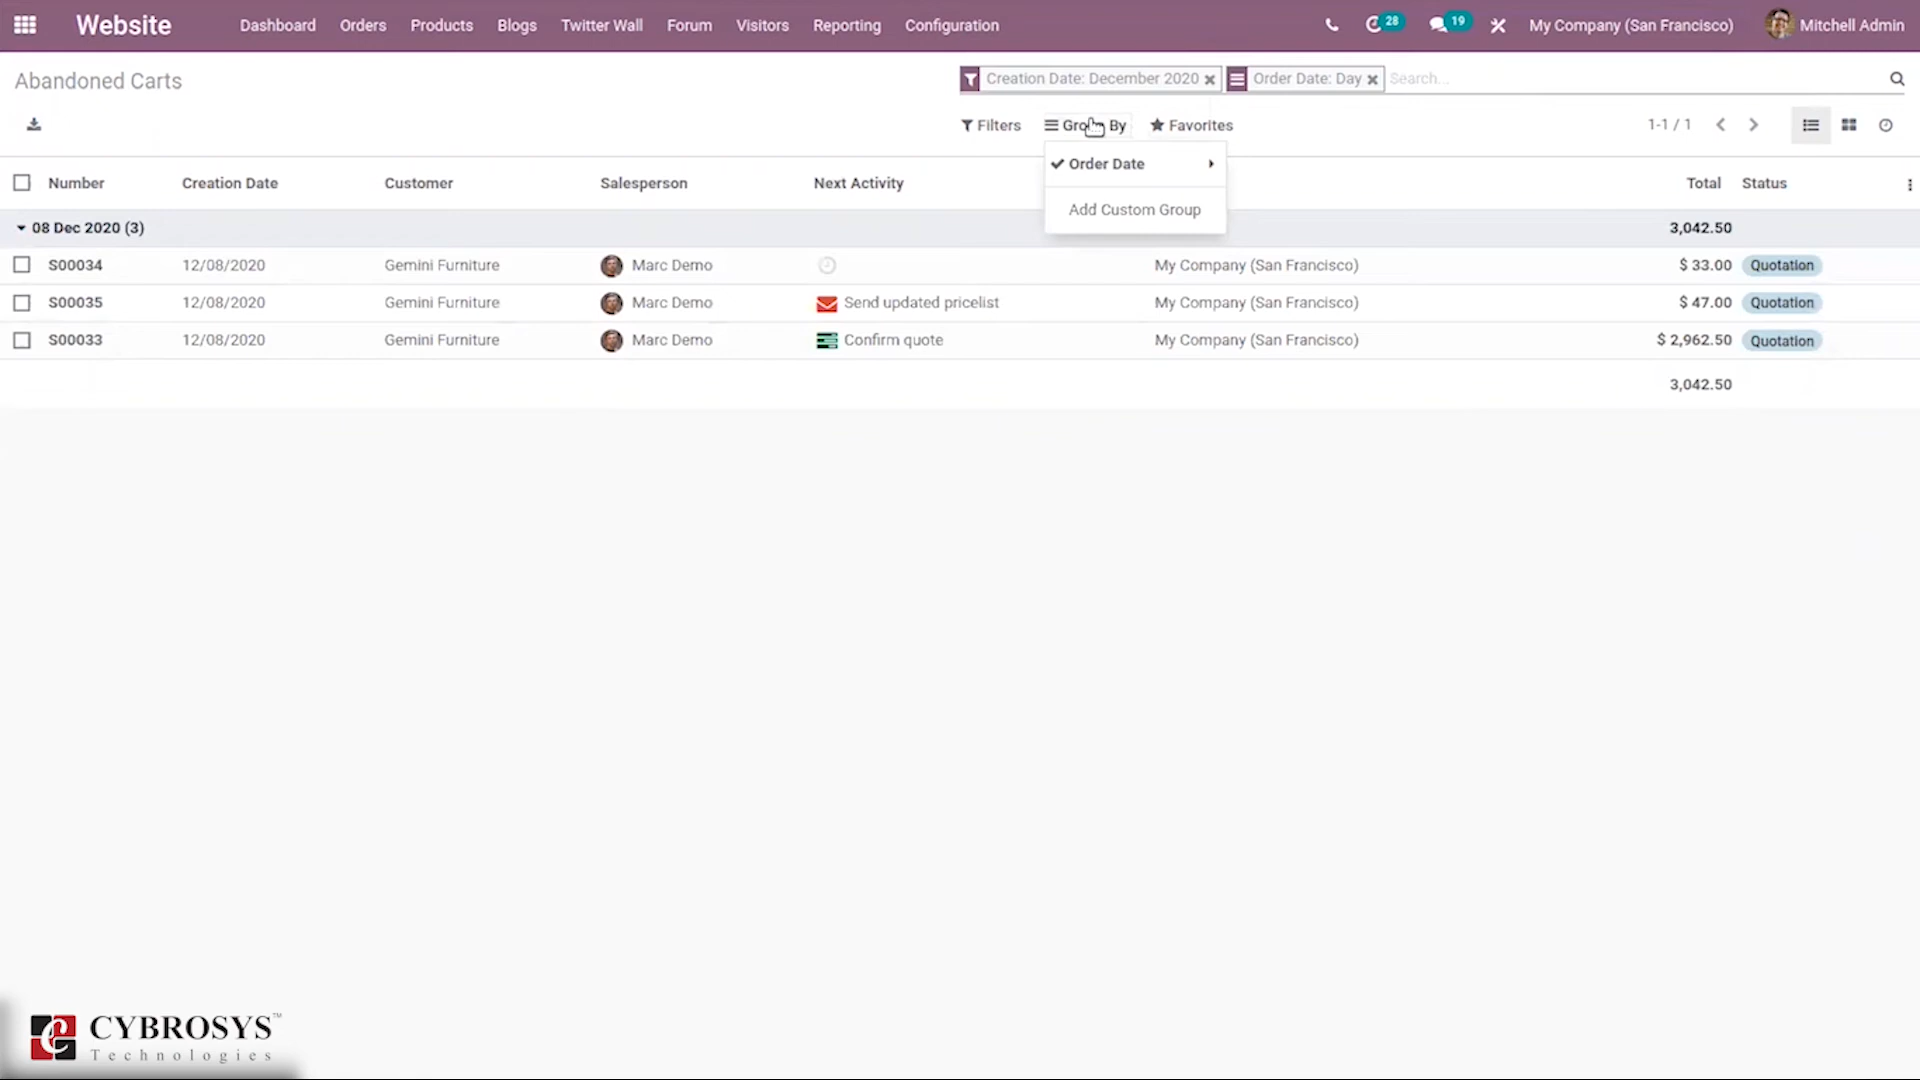 Website Dashboard Orders Products Blogs Twitter Wall Forum Visitors Reporting Configuration 28 19 My Company (San Francisco) Mitchell Admin
Abandoned Carts
Creation Date: December 2020 Order Date: Day Search...
Filters Group By Favorites 1-1 / 1
Order Date
Add Custom Group
Number Creation Date Customer Salesperson Next Activity Total Status
08 Dec 2020 (3) 3,042.50
S00034 12/08/2020 Gemini Furniture Marc Demo My Company (San Francisco) $ 33.00 Quotation
S00035 12/08/2020 Gemini Furniture Marc Demo Send updated pricelist My Company (San Francisco) $ 47.00 Quotation
S00033 12/08/2020 Gemini Furniture Marc Demo Confirm quote My Company (San Francisco) $ 2,962.50 Quotation
3,042.50
CYBROSYS™
Technologies